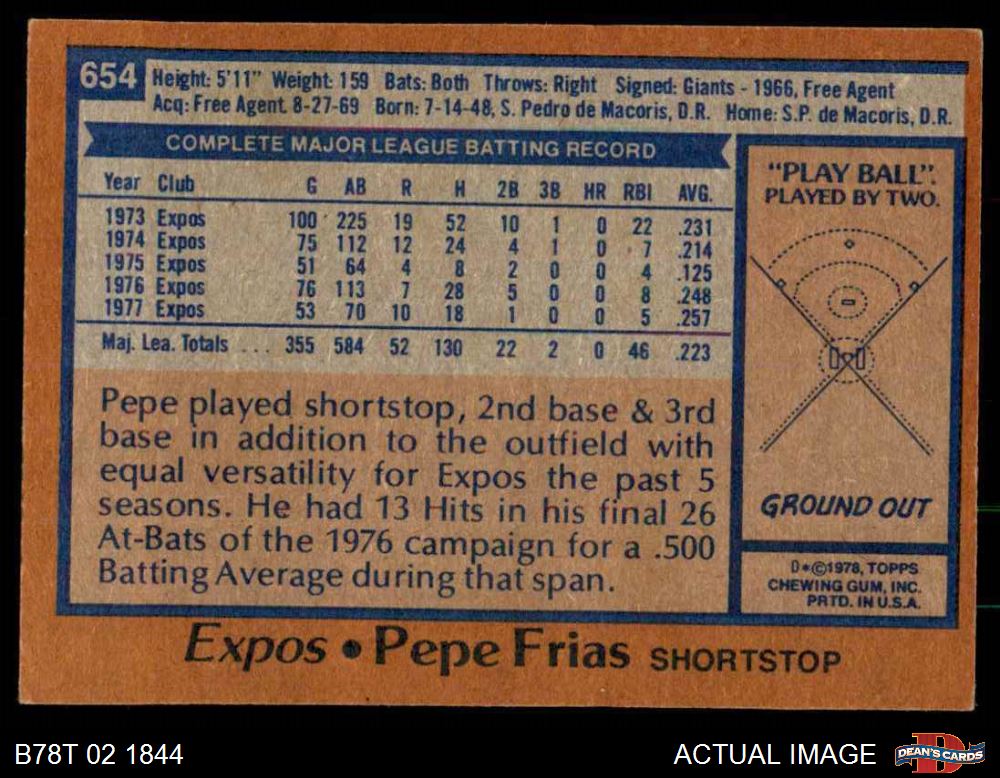 654
Height: 5'11" Weight: 159 Bats: Both Throws: Right Signed: Giants - 1966, Free Agent
Acq: Free Agent, 8-27-69 Born: 7-14-48, S. Pedro de Macoris, D.R. Home: S.P. de Macoris, D.R.
COMPLETE MAJOR LEAGUE BATTING RECORD
Year Club G AB R H 2B 3B HR RBI AVG.
1973 Expos 100 225 19 52 10 1 0 22 .231
1974 Expos 75 112 12 24 4 1 0 7 .214
1975 Expos 51 64 4 8 2 0 0 4 .125
1976 Expos 76 113 7 28 5 0 0 8 .248
1977 Expos 53 70 10 18 1 0 0 5 .257
Maj. Lea. Totals ... 355 584 52 130 22 2 0 46 .223
Pepe played shortstop, 2nd base & 3rd
base in addition to the outfield with
equal versatility for Expos the past 5
seasons. He had 13 Hits in his final 26
At-Bats of the 1976 campaign for a .500
Batting Average during that span.
"PLAY BALL".
PLAYED BY TWO.
GROUND OUT
D*©1978, TOPPS
CHEWING GUM, INC.
PRTD. IN U.S.A.
Expos • Pepe Frias SHORTSTOP
B78T 02 1844
ACTUAL IMAGE
D
DEAN'S CARDS